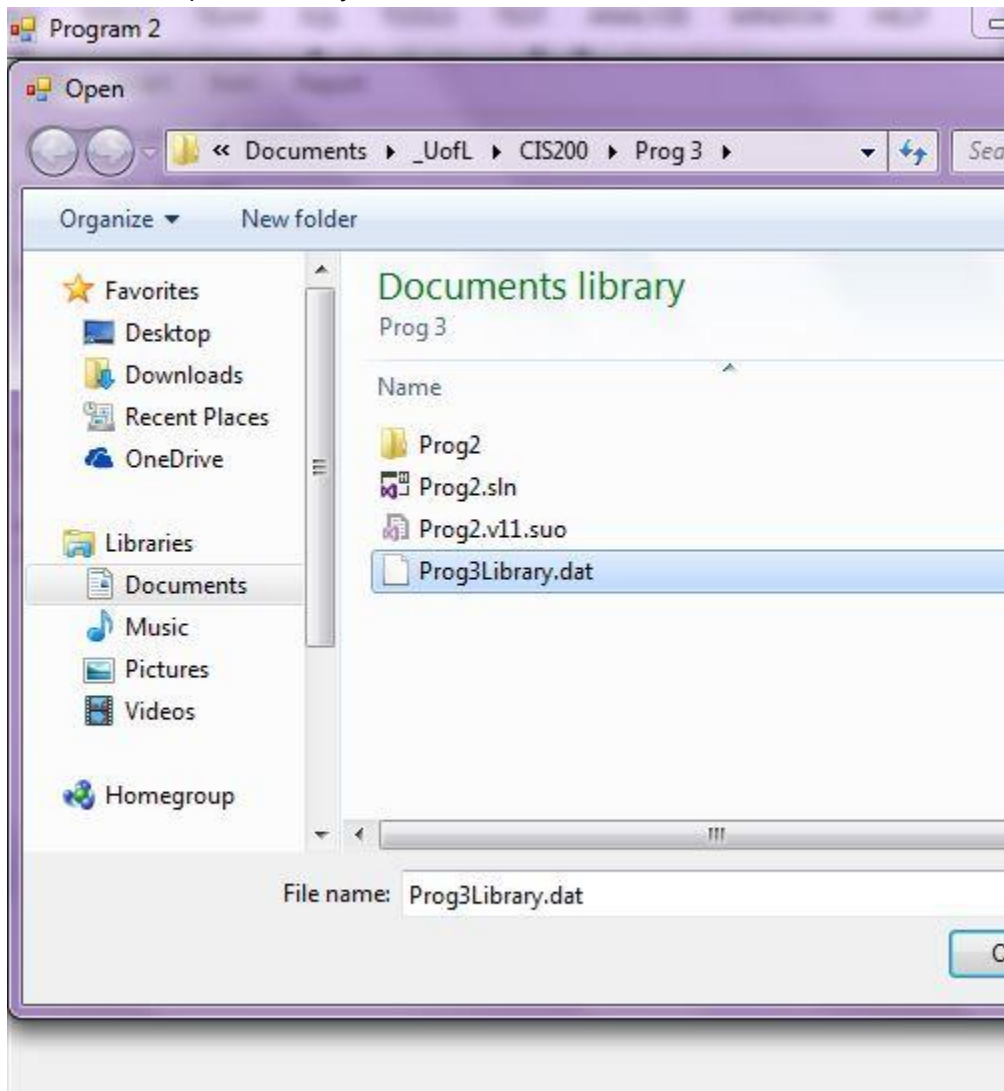 Program 2
Open
« Documents ▸ _UofL ▸ CIS200 ▸ Prog 3 ▸
Organize New folder
Favorites
Desktop
Downloads
Recent Places
OneDrive
Libraries
Documents
Music
Pictures
Videos
Homegroup
Documents library
Prog 3
Name
Prog2
Prog2.sln
Prog2.v11.suo
Prog3Library.dat
File name: Prog3Library.dat